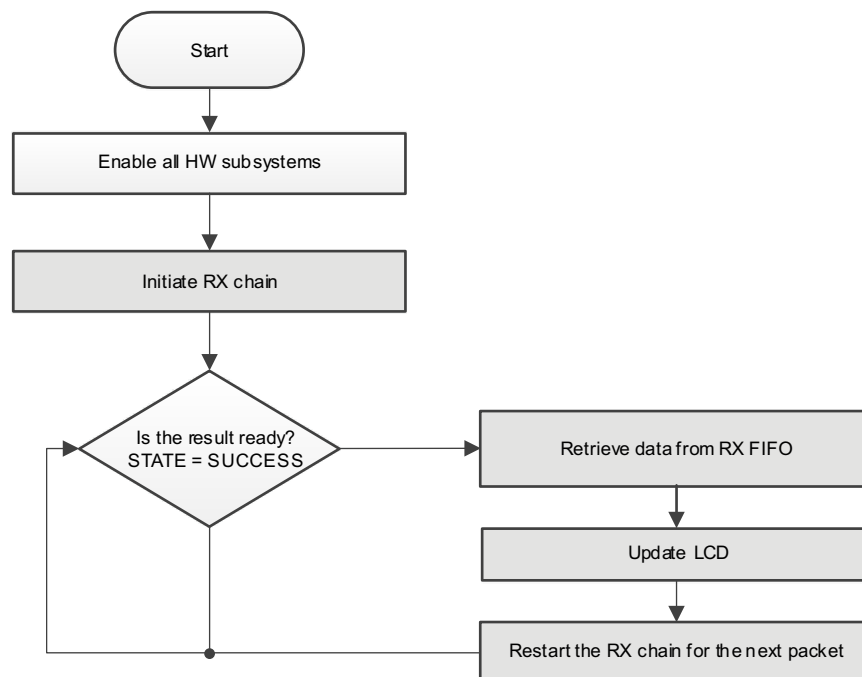 Start
Enable all HW subsystems
Initiate RX chain
Is the result ready?
STATE = SUCCESS
Retrieve data from RX FIFO
Update LCD
Restart the RX chain for the next packet